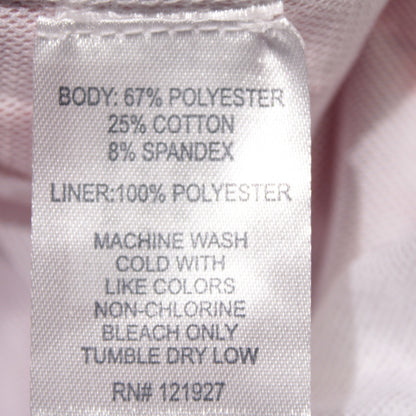 BODY: 67% POLYESTER
25% COTTON
8% SPANDEX
LINER:100% POLYESTER
MACHINE WASH
COLD WITH
LIKE COLORS
NON-CHLORINE
BLEACH ONLY
TUMBLE DRY LOW
RN# 121927